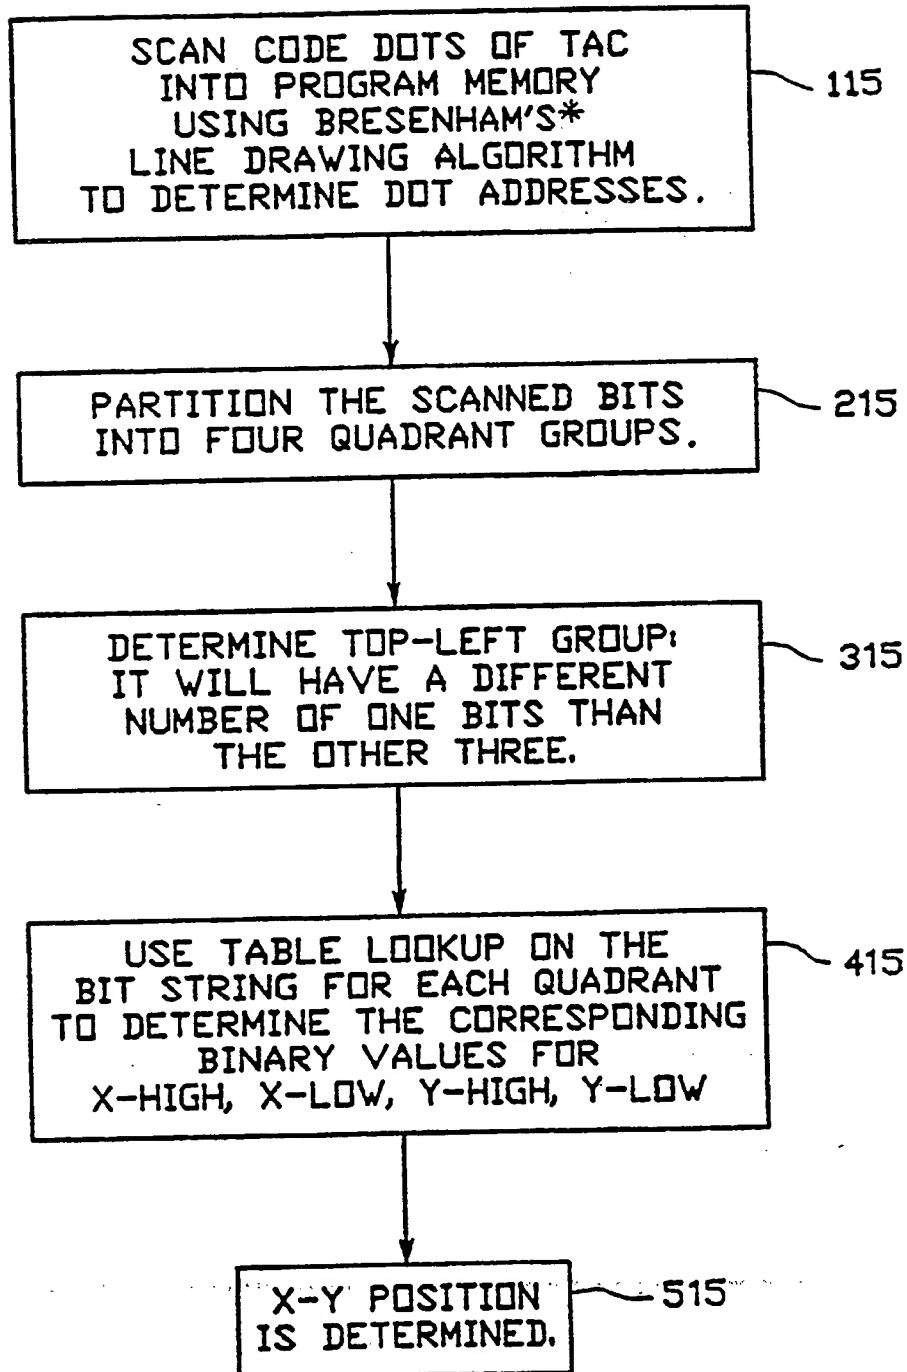 SCAN CODE DOTS OF TAC
INTO PROGRAM MEMORY
USING BRESENHAM'S*
LINE DRAWING ALGORITHM
TO DETERMINE DOT ADDRESSES.
115
PARTITION THE SCANNED BITS
INTO FOUR QUADRANT GROUPS.
215
DETERMINE TOP-LEFT GROUP:
IT WILL HAVE A DIFFERENT
NUMBER OF ONE BITS THAN
THE OTHER THREE.
315
USE TABLE LOOKUP ON THE
BIT STRING FOR EACH QUADRANT
TO DETERMINE THE CORRESPONDING
BINARY VALUES FOR
X-HIGH, X-LOW, Y-HIGH, Y-LOW
415
X-Y POSITION
IS DETERMINED.
515